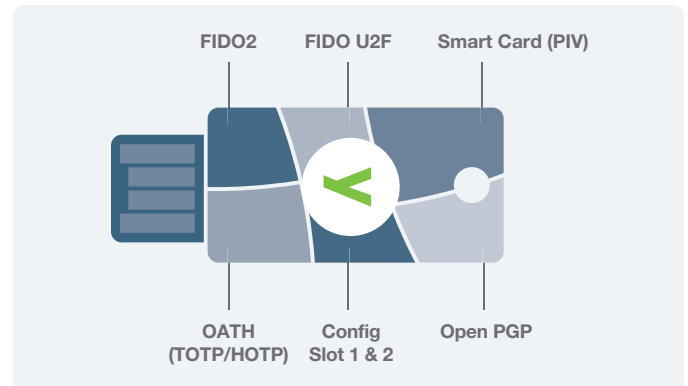 FIDO2
FIDO U2F
Smart Card (PIV)
OATH
(TOTP/HOTP)
Config
Slot 1 & 2
Open PGP